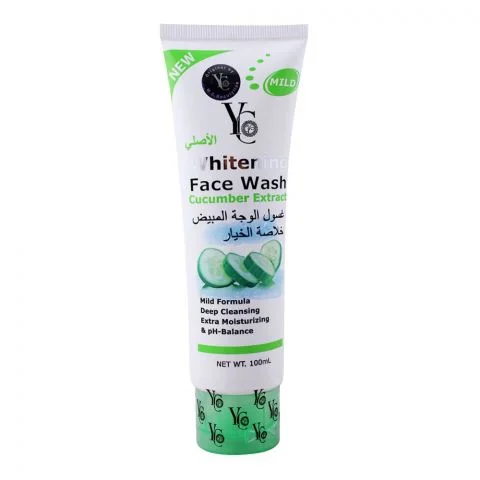 NEW
MILD
YC
الأصلي
Whitening
Face Wash
Cucumber Extract
غسول الوجة المبيض
خلاصة الخيار
Mild Formula
Deep Cleansing
Extra Moisturizing
& pH-Balance
NET WT. 100mL
YC